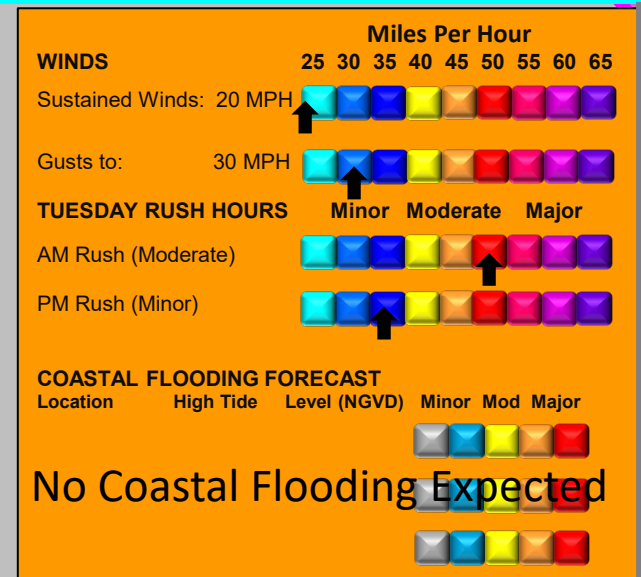 Miles Per Hour
WINDS 25 30 35 40 45 50 55 60 65
Sustained Winds: 20 MPH
Gusts to: 30 MPH
TUESDAY RUSH HOURS Minor Moderate Major
AM Rush (Moderate)
PM Rush (Minor)
COASTAL FLOODING FORECAST
Location High Tide Level (NGVD) Minor Mod Major
No Coastal Flooding Expected